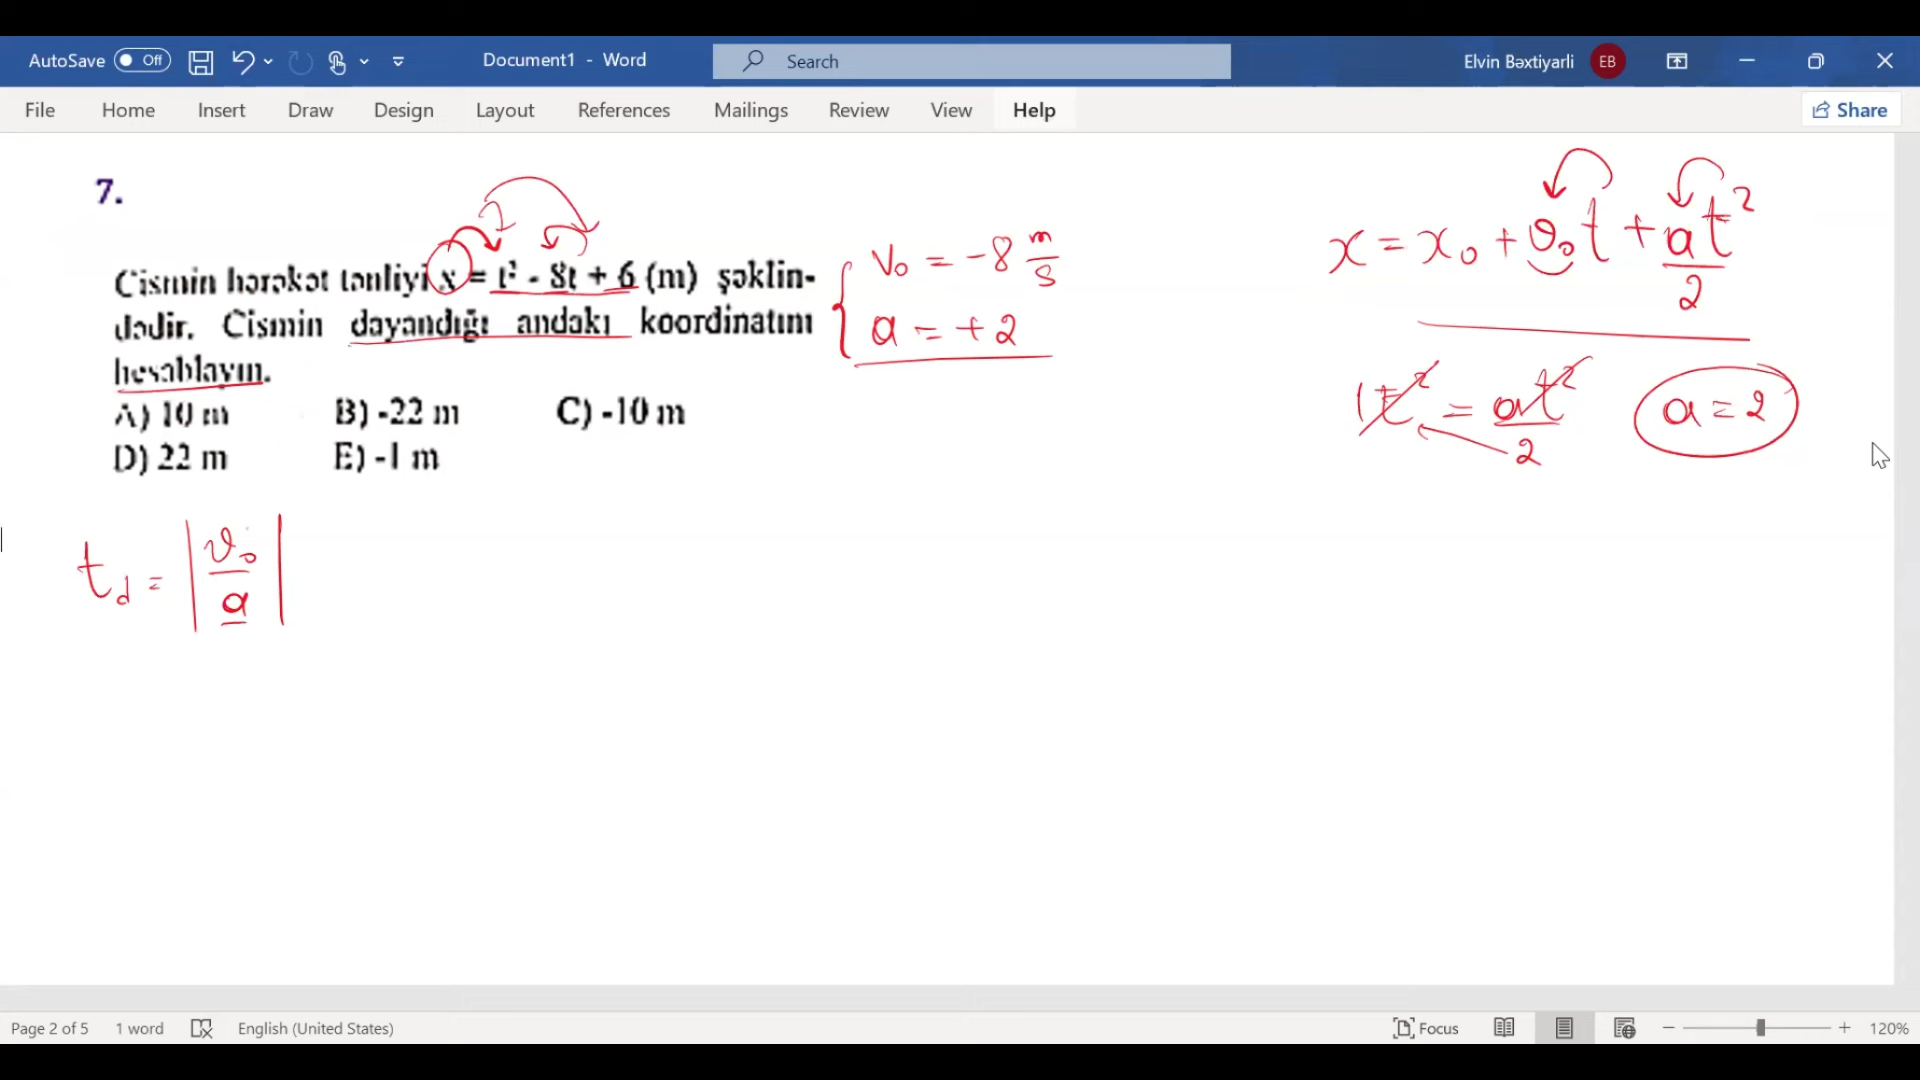 AutoSave Off Document1 - Word Search Elvin Bəxtiyarli EB
File Home Insert Draw Design Layout References Mailings Review View Help Share
7.
Cismin hərəkət tənliyi x = t² - 8t + 6 (m) şəklin-
dədir. Cismin dayandığı andakı koordinatını
hesablayın.
A) 10 m B) -22 m C) -10 m
D) 22 m E) -1 m
v₀ = -8 m/s
a = +2
x = x₀ + v₀t + at²/2
1t² = at²/2 a = 2
t_d = |v₀/a|
Page 2 of 5 1 word English (United States) Focus 120%